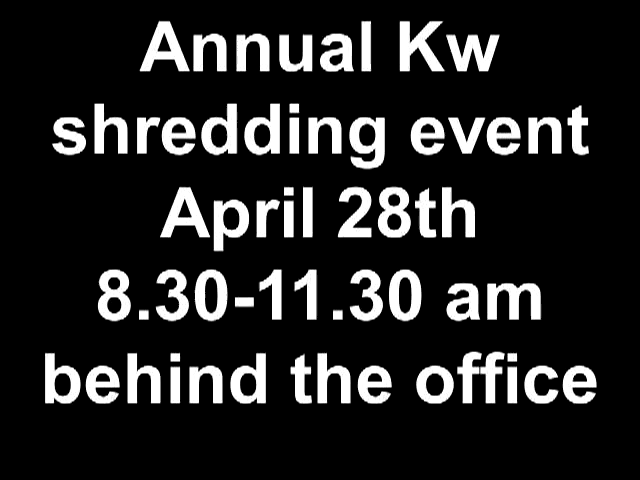 Annual Kw
shredding event
April 28th
8.30-11.30 am
behind the office